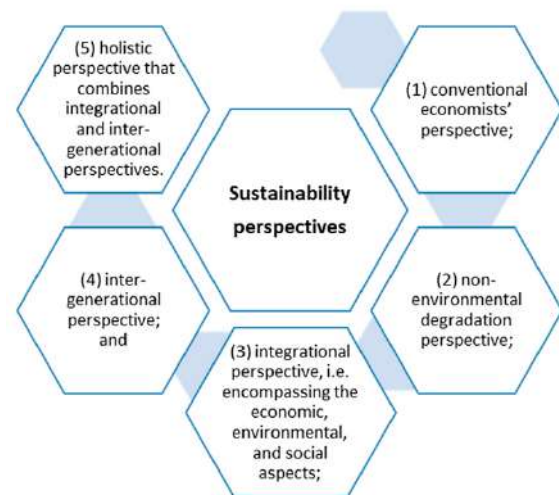 Sustainability
perspectives
(1) conventional
economists'
perspective;
(2) non-
environmental
degradation
perspective;
(3) integrational
perspective, i.e.
encompassing the
economic,
environmental,
and social
aspects;
(4) inter-
generational
perspective;
and
(5) holistic
perspective that
combines
integrational
and inter-
generational
perspectives.